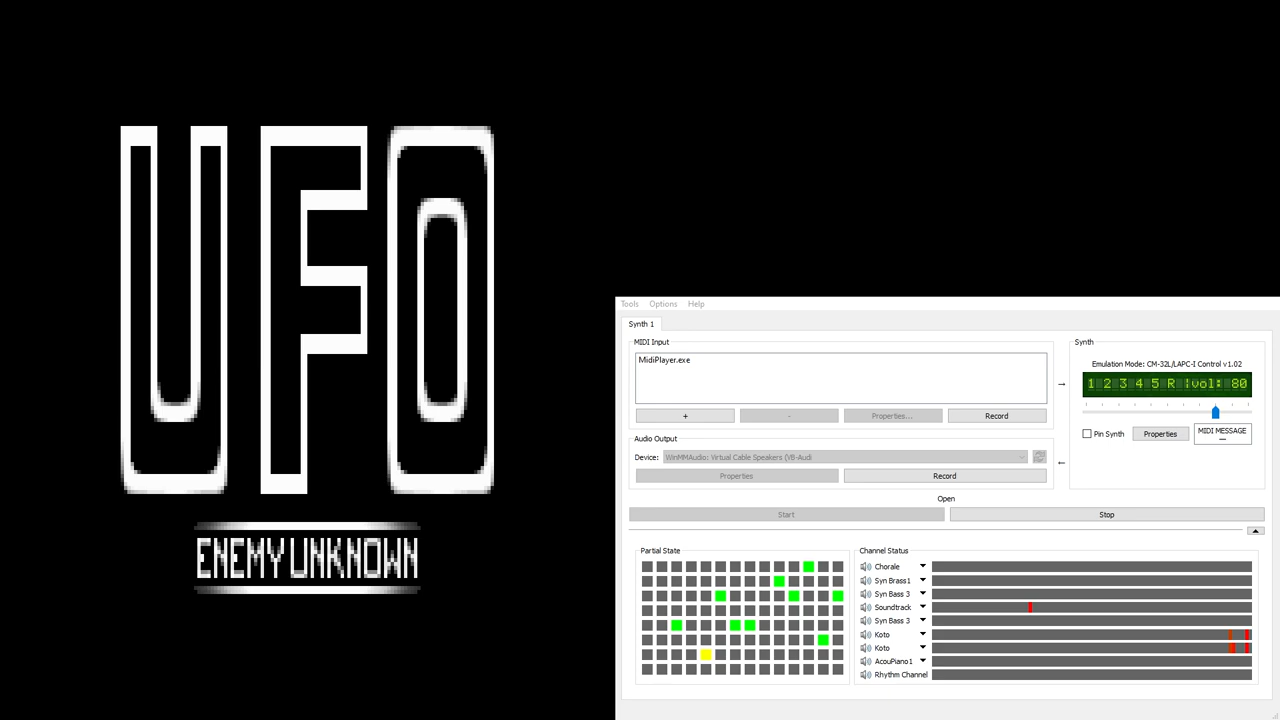 UFO
ENEMY UNKNOWN
Tools Options Help
Synth 1
MIDI Input
MidiPlayer.exe
+ - Properties... Record
Audio Output
Device: WinMMAudio: Virtual Cable Speakers (VB-Audi
Properties Record
Synth
Emulation Mode: CM-32L/LAPC-I Control v1.02
1 2 3 4 5 R |vol: 80
Pin Synth Properties MIDI MESSAGE
Open
Start Stop
Partial State
Channel Status
Chorale
Syn Brass1
Syn Bass 3
Soundtrack
Syn Bass 3
Koto
Koto
AcouPiano1
Rhythm Channel